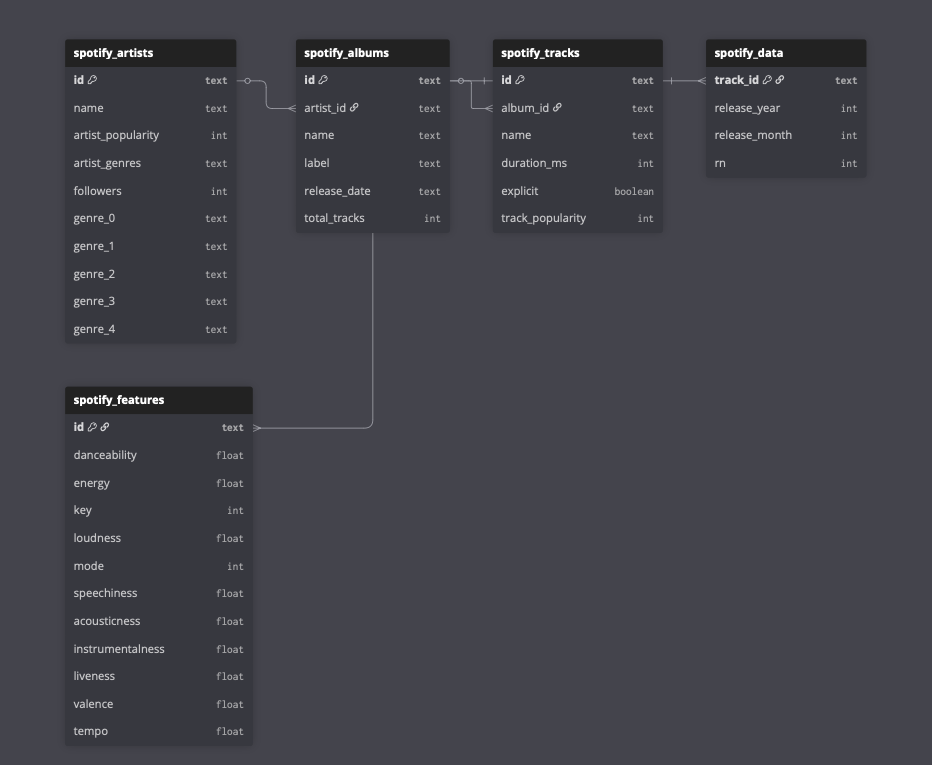 spotify_artists
id text
name text
artist_popularity int
artist_genres text
followers int
genre_0 text
genre_1 text
genre_2 text
genre_3 text
genre_4 text
spotify_albums
id text
artist_id text
name text
label text
release_date text
total_tracks int
spotify_tracks
id text
album_id text
name text
duration_ms int
explicit boolean
track_popularity int
spotify_data
track_id text
release_year int
release_month int
rn int
spotify_features
id text
danceability float
energy float
key int
loudness float
mode int
speechiness float
acousticness float
instrumentalness float
liveness float
valence float
tempo float